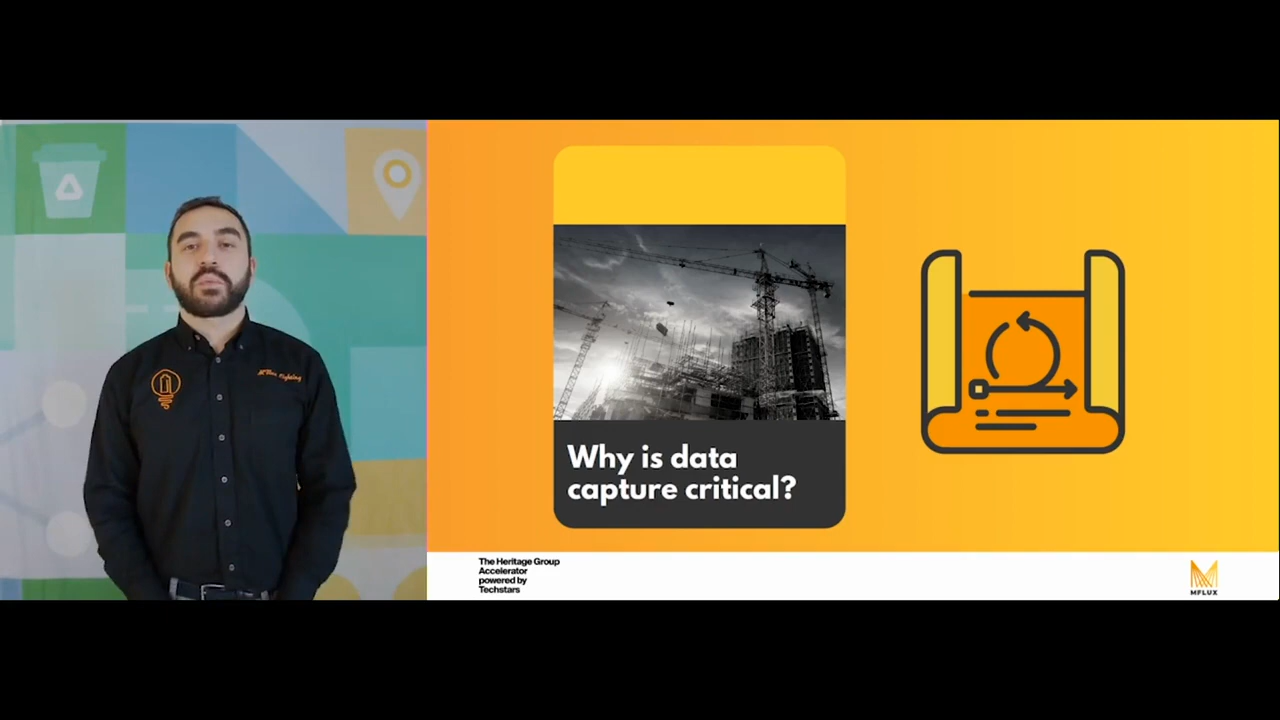 Why is data
capture critical?
The Heritage Group
Accelerator
powered by
Techstars
MFLUX